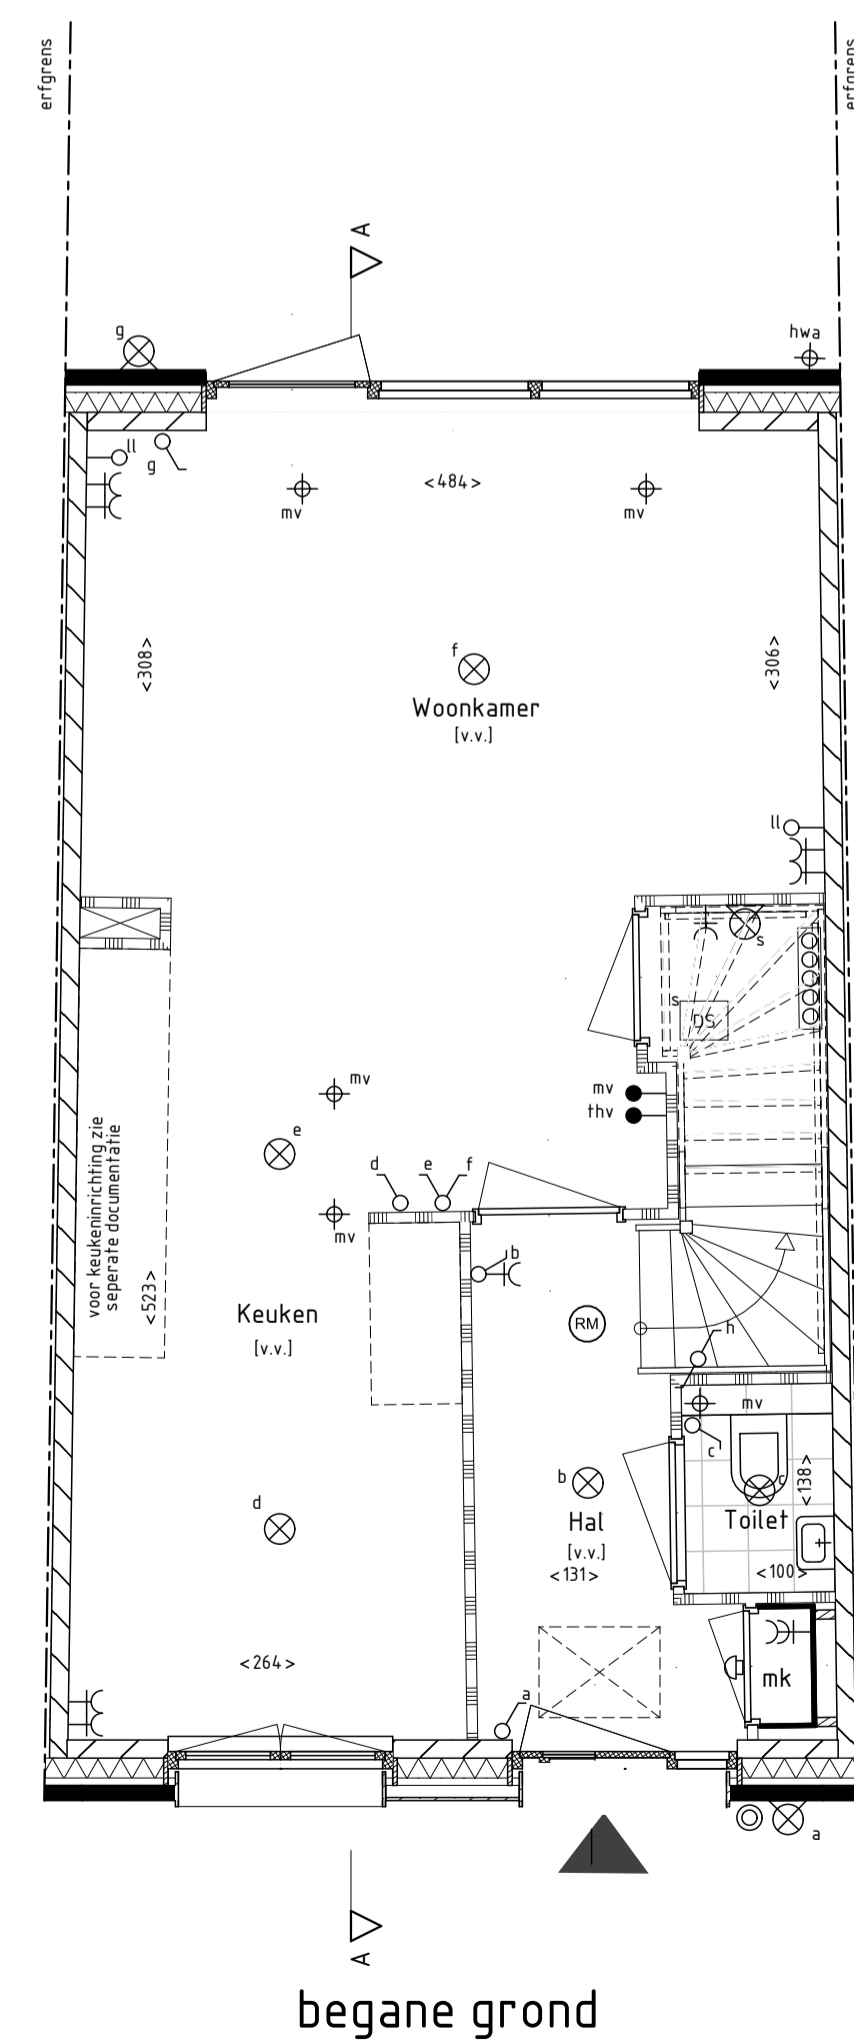 erfgrens
erfgrens
A
g
hwa
ll
g
<484>
mv
mv
<308>
<306>
f
Woonkamer
[v.v.]
ll
s
s
DS
mv
mv
thv
e
d e f
mv
voor keukeninrichting zie
seperate documentatie
<523>
b
Keuken
[v.v.]
RM
h
mv
c
<138>
c
b
d
Hal
[v.v.]
<131>
Toilet
<100>
<264>
mk
a
a
A
begane grond